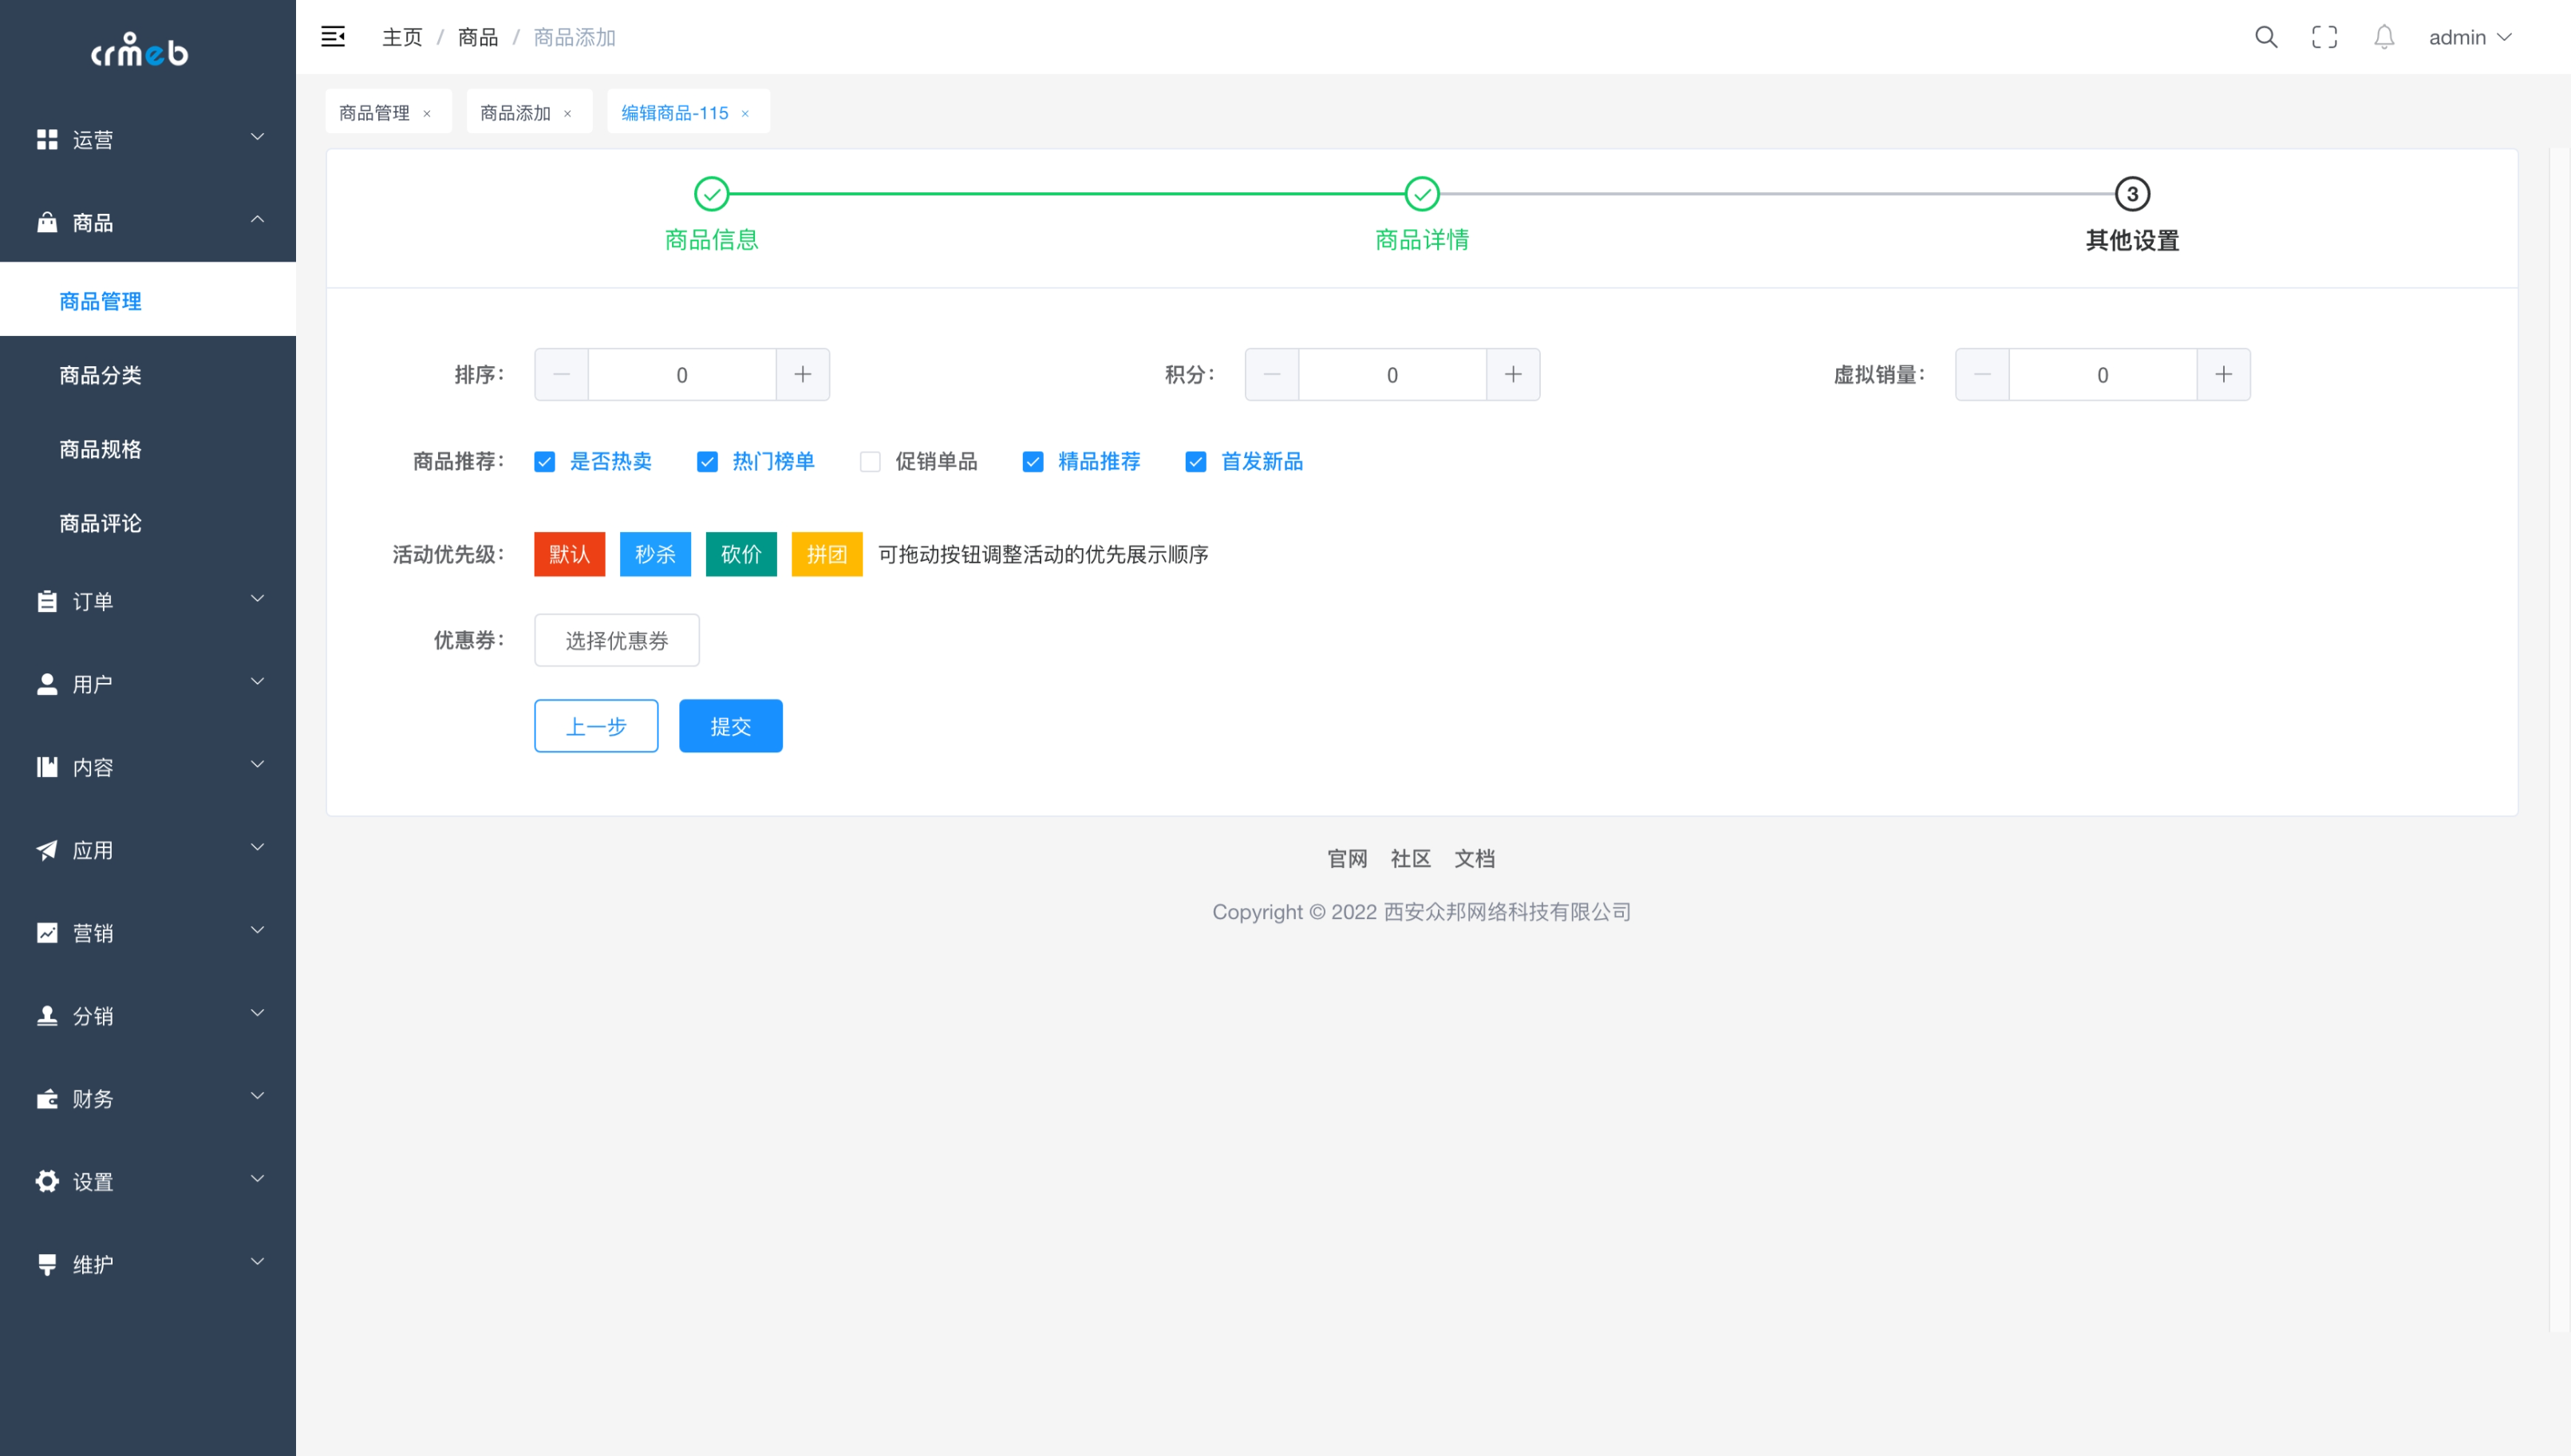 crmeb
主页 / 商品 / 商品添加
admin
商品管理 ×
商品添加 ×
编辑商品-115 ×
运营
商品
商品管理
商品分类
商品规格
商品评论
订单
用户
内容
应用
营销
分销
财务
设置
维护
商品信息
商品详情
3
其他设置
排序： 0
积分： 0
虚拟销量： 0
商品推荐： 是否热卖 热门榜单 促销单品 精品推荐 首发新品
活动优先级： 默认 秒杀 砍价 拼团 可拖动按钮调整活动的优先展示顺序
优惠券： 选择优惠券
上一步 提交
官网 社区 文档
Copyright © 2022 西安众邦网络科技有限公司